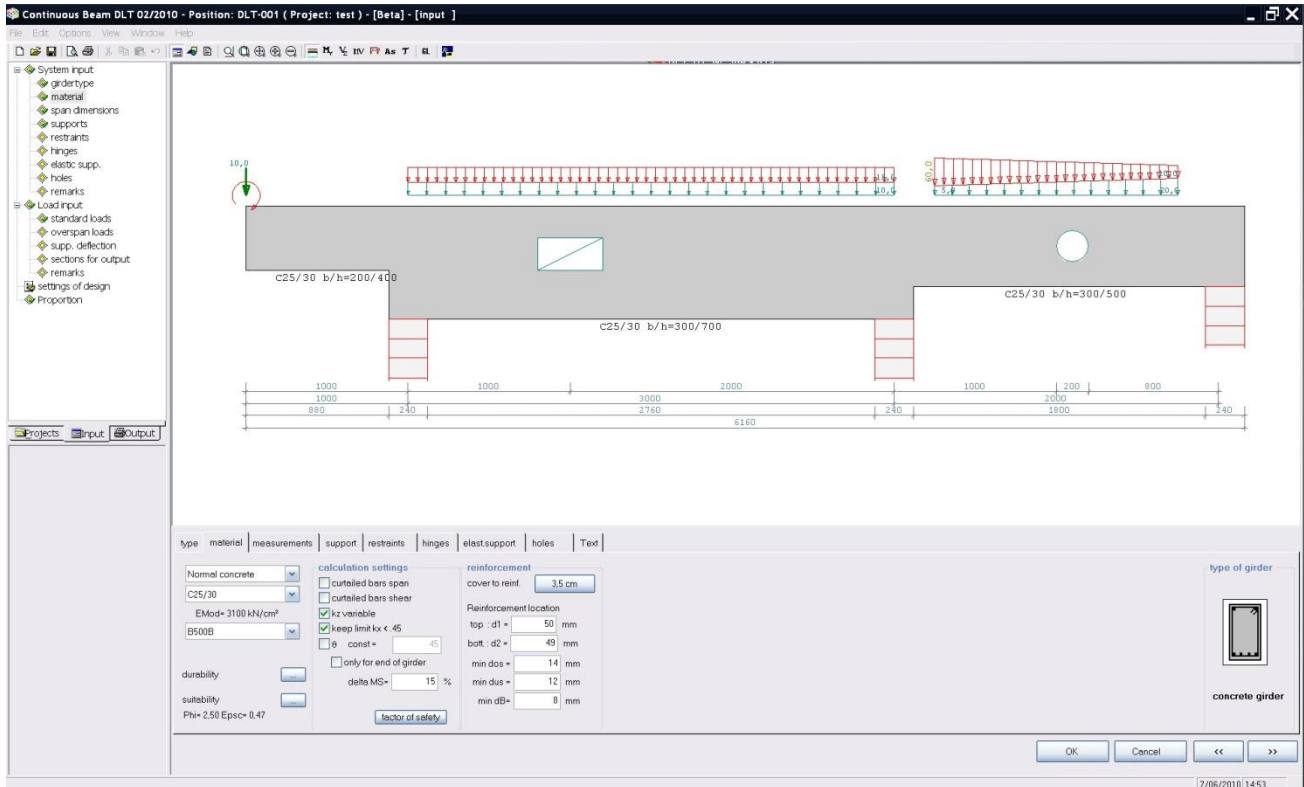 Continuous Beam DLT 02/2010 - Position: DLT-001 ( Project: test ) - [Beta] - [input ]
File Edit Options View Window Help
My Vz MV As T GL
System input
girdertype
material
span dimensions
supports
restraints
hinges
elastic supp.
holes
remarks
Load input
standard loads
overspan loads
supp. deflection
sections for output
remarks
settings of design
Proportion
Projects Input Output
10,0
15,0
10,0
60,0
5,0
20,0
C25/30 b/h=200/400
C25/30 b/h=300/700
C25/30 b/h=300/500
1000 1000 2000 1000 200 800
1000 3000 2000
880 240 2760 240 1800 240
6160
type material measurements support restraints hinges elast.support holes Text
Normal concrete
C25/30
EMod= 3100 kN/cm²
B500B
durability ...
suitability ...
Phi= 2,50 Epsc= 0,47
calculation settings
curtailed bars span
curtailed bars shear
kz variable
keep limit kx < .45
θ const = 45
only for end of girder
delta MS= 15 %
factor of safety
reinforcement
cover to reinf. 3.5 cm
Reinforcement location
top : d1 = 50 mm
bott. : d2 = 49 mm
min dos = 14 mm
min dus = 12 mm
min dB= 8 mm
type of girder
concrete girder
OK Cancel << >>
7/06/2010 14:53